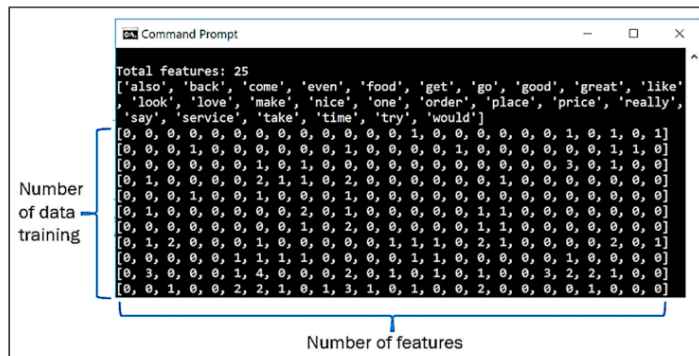 Command Prompt
Total features: 25
['also', 'back', 'come', 'even', 'food', 'get', 'go', 'good', 'great', 'like'
, 'look', 'love', 'make', 'nice', 'one', 'order', 'place', 'price', 'really',
'say', 'service', 'take', 'time', 'try', 'would']
[0, 0, 0, 0, 0, 0, 0, 0, 0, 0, 0, 0, 0, 1, 0, 0, 0, 0, 0, 0, 1, 0, 1, 0, 1]
[0, 0, 0, 1, 0, 0, 0, 0, 0, 0, 1, 0, 0, 0, 0, 1, 0, 0, 0, 0, 0, 0, 1, 1, 0]
[0, 0, 0, 0, 0, 0, 1, 0, 1, 0, 0, 0, 0, 0, 0, 0, 0, 0, 0, 0, 3, 0, 1, 0, 0]
[0, 1, 0, 0, 0, 0, 2, 1, 1, 0, 2, 0, 0, 0, 0, 0, 0, 1, 0, 0, 0, 0, 0, 0, 0]
[0, 0, 0, 1, 0, 0, 1, 0, 1, 0, 0, 0, 0, 0, 0, 0, 0, 0, 0, 0, 0, 0, 0, 0, 0]
[0, 1, 0, 0, 0, 0, 0, 0, 2, 0, 1, 0, 0, 0, 0, 0, 1, 1, 0, 0, 0, 0, 0, 0, 0]
[0, 0, 0, 0, 0, 0, 0, 0, 1, 0, 2, 0, 0, 0, 0, 0, 1, 1, 0, 0, 0, 0, 0, 0, 0]
[0, 1, 2, 0, 0, 0, 1, 0, 0, 0, 0, 0, 1, 1, 1, 0, 2, 1, 0, 0, 0, 0, 2, 0, 1]
[0, 0, 0, 0, 0, 1, 1, 1, 1, 0, 0, 0, 1, 0, 0, 0, 0, 0, 0, 0, 1, 0, 0, 0, 0]
[0, 3, 0, 0, 0, 1, 4, 0, 0, 0, 2, 0, 1, 0, 1, 0, 1, 0, 0, 3, 2, 2, 1, 0, 0]
[0, 0, 1, 0, 0, 2, 2, 1, 0, 1, 3, 1, 0, 1, 0, 0, 2, 0, 0, 0, 0, 1, 0, 0, 0]
Number
of data
training
Number of features